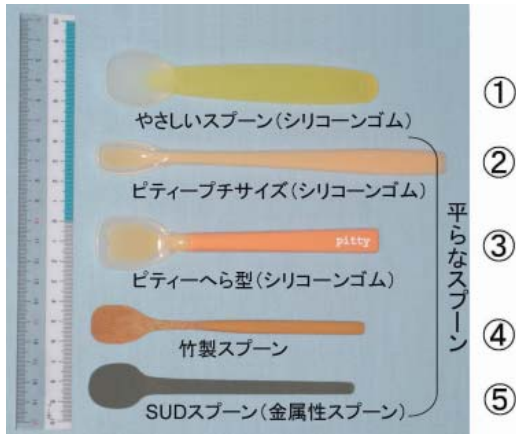 ①
やさしいスプーン(シリコーンゴム)
②
ピティープチサイズ(シリコーンゴム)
pitty
③
ピティーへら型(シリコーンゴム)
平らなスプーン
④
竹製スプーン
⑤
SUDスプーン(金属性スプーン)